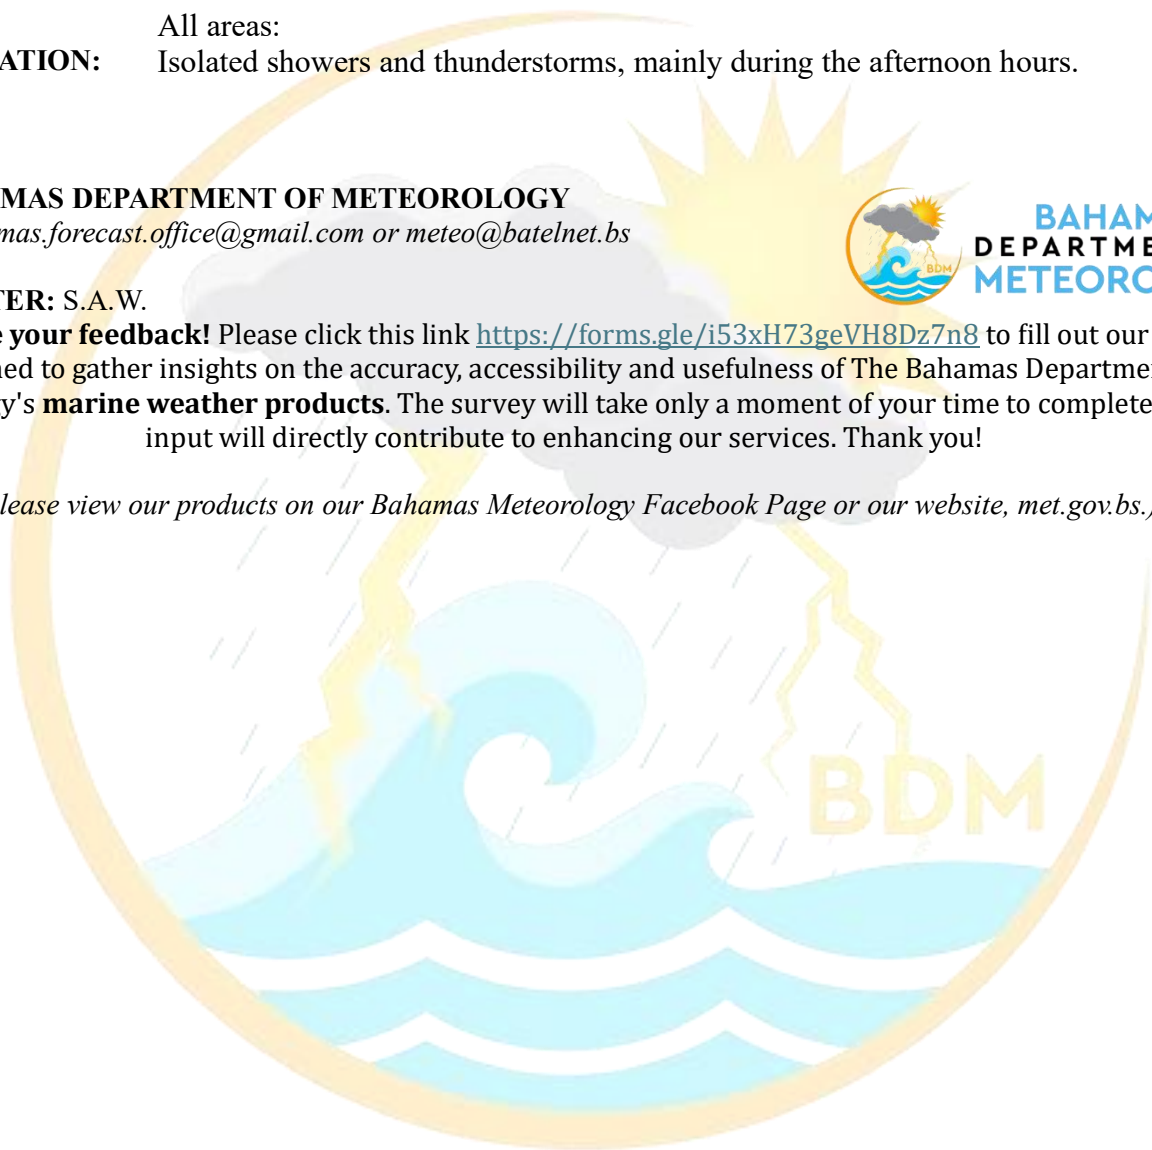 All areas:
ATION: Isolated showers and thunderstorms, mainly during the afternoon hours.
MAS DEPARTMENT OF METEOROLOGY
mas.forecast.office@gmail.com or meteo@batelnet.bs
BDM
BAHAM
DEPARTME
METEORO
TER: S.A.W.
e your feedback! Please click this link https://forms.gle/i53xH73geVH8Dz7n8 to fill out our
ned to gather insights on the accuracy, accessibility and usefulness of The Bahamas Departme
y's marine weather products. The survey will take only a moment of your time to complete
input will directly contribute to enhancing our services. Thank you!
lease view our products on our Bahamas Meteorology Facebook Page or our website, met.gov.bs.)
BDM